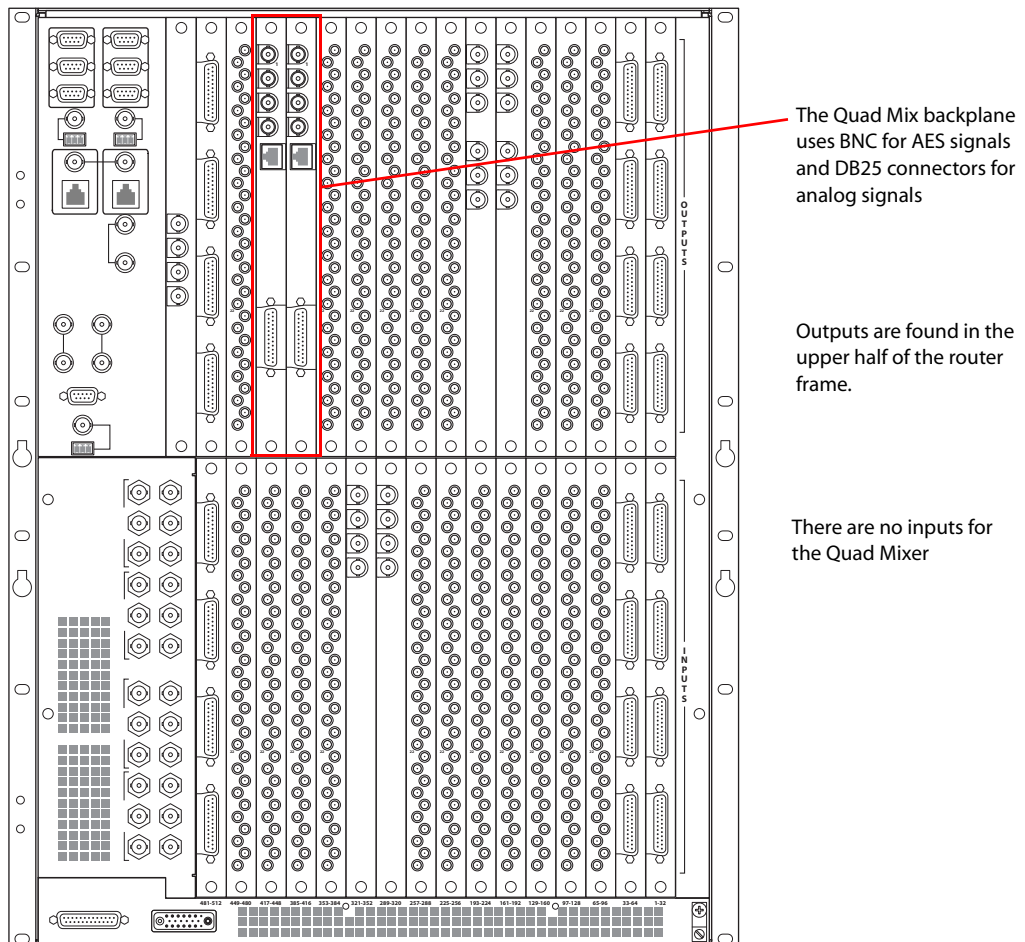 The Quad Mix backplane
uses BNC for AES signals
and DB25 connectors for
analog signals
OUTPUTS
Outputs are found in the
upper half of the router
frame.
There are no inputs for
the Quad Mixer
INPUTS
481-512 449-480 417-448 385-416 353-384 321-352 289-320 257-288 225-256 193-224 161-192 129-160 97-128 65-96 33-64 1-32